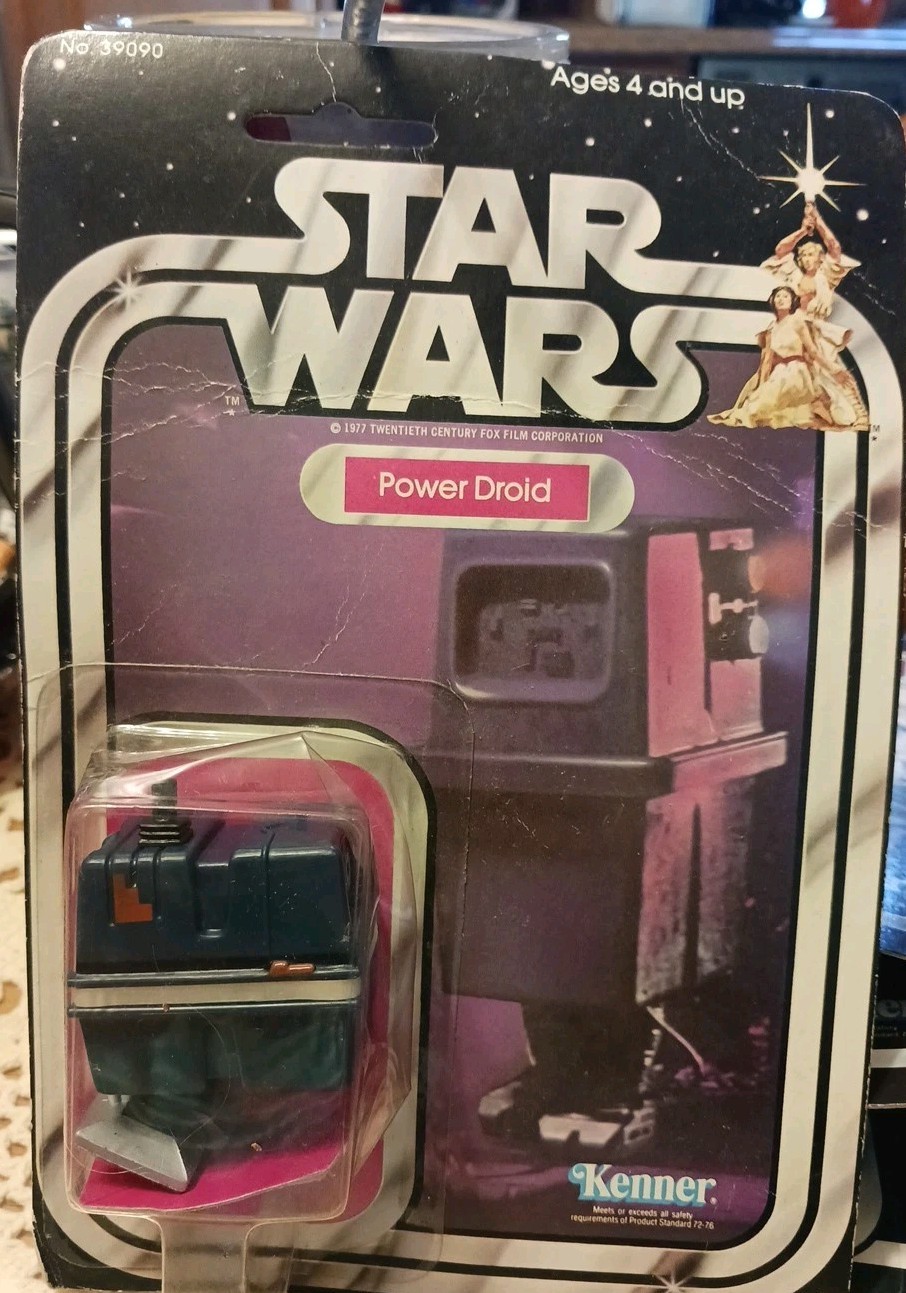 No. 39090
Ages 4 and up
STAR
WARS
TM
TM
© 1977 TWENTIETH CENTURY FOX FILM CORPORATION
Power Droid
Kenner®
Meets or exceeds all safety
requirements of Product Standard 72-76